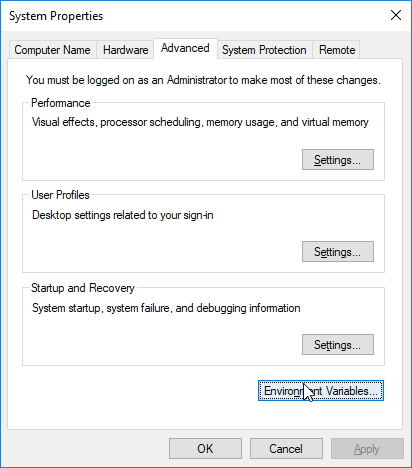 System Properties
Computer Name Hardware Advanced System Protection Remote
You must be logged on as an Administrator to make most of these changes.
Performance
Visual effects, processor scheduling, memory usage, and virtual memory
Settings...
User Profiles
Desktop settings related to your sign-in
Settings...
Startup and Recovery
System startup, system failure, and debugging information
Settings...
Environment Variables...
OK Cancel Apply